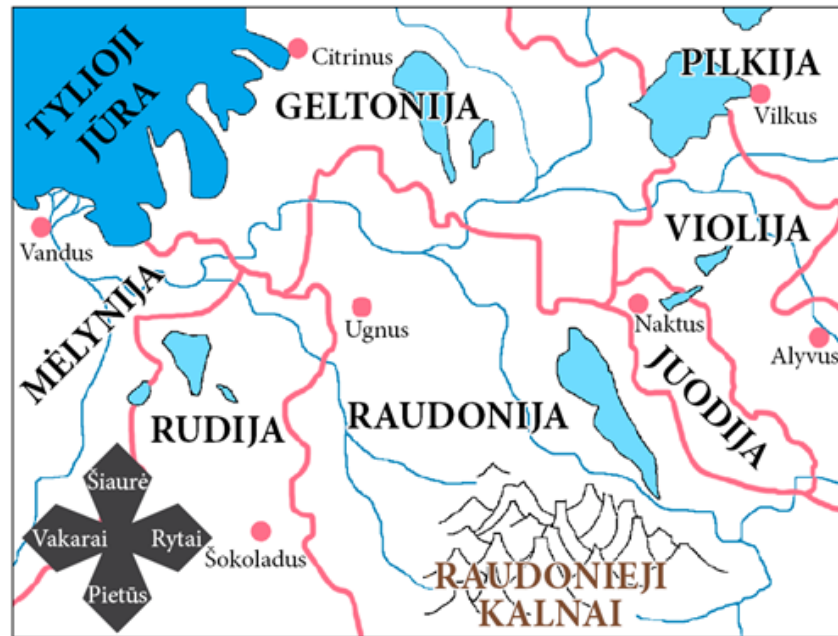 TYLIOJI
JŪRA
Citrinus
GELTONIJA
PILKIJA
Vilkus
Vandus
VIOLIJA
MĖLYNIJA
Ugnus
Naktus
Alyvus
RUDIJA
RAUDONIJA
JUODIJA
Šiaurė
Vakarai
Rytai
Pietūs
Šokoladus
RAUDONIEJI
KALNAI